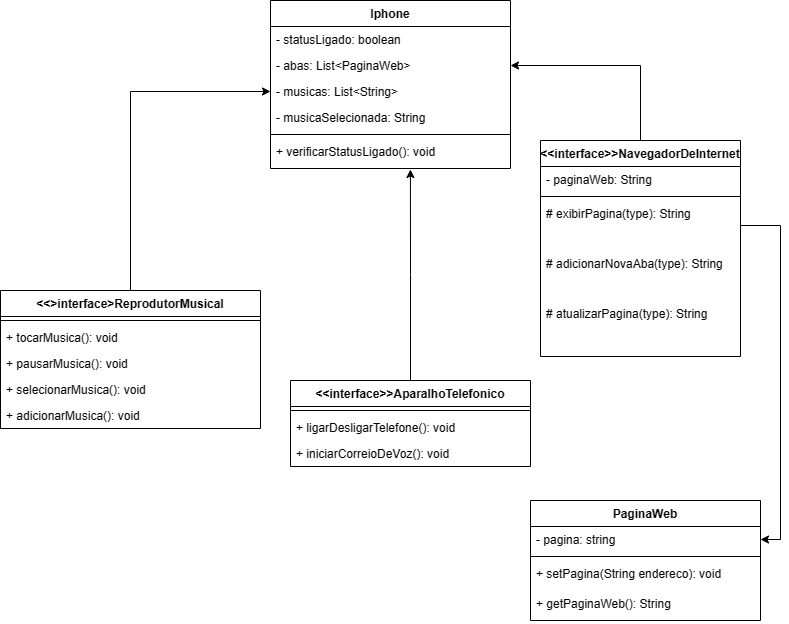 Iphone
- statusLigado: boolean
- abas: List<PaginaWeb>
- musicas: List<String>
- musicaSelecionada: String
+ verificarStatusLigado(): void
<<interface>>NavegadorDeInternet
- paginaWeb: String
# exibirPagina(type): String
# adicionarNovaAba(type): String
# atualizarPagina(type): String
<<>interface>ReprodutorMusical
+ tocarMusica(): void
+ pausarMusica(): void
+ selecionarMusica(): void
+ adicionarMusica(): void
<<interface>>AparalhoTelefonico
+ ligarDesligarTelefone(): void
+ iniciarCorreioDeVoz(): void
PaginaWeb
- pagina: string
+ setPagina(String endereco): void
+ getPaginaWeb(): String